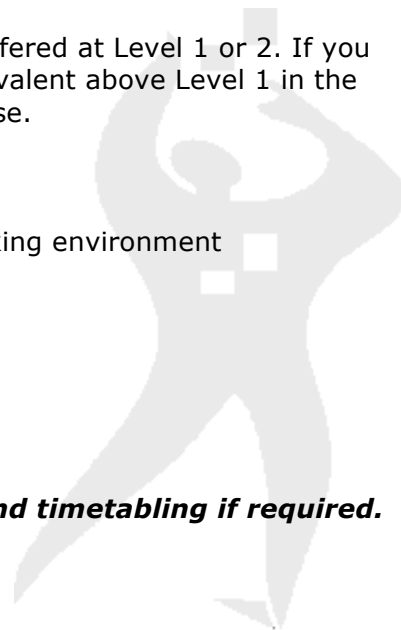 fered at Level 1 or 2. If you
valent above Level 1 in the
se.
king environment
nd timetabling if required.